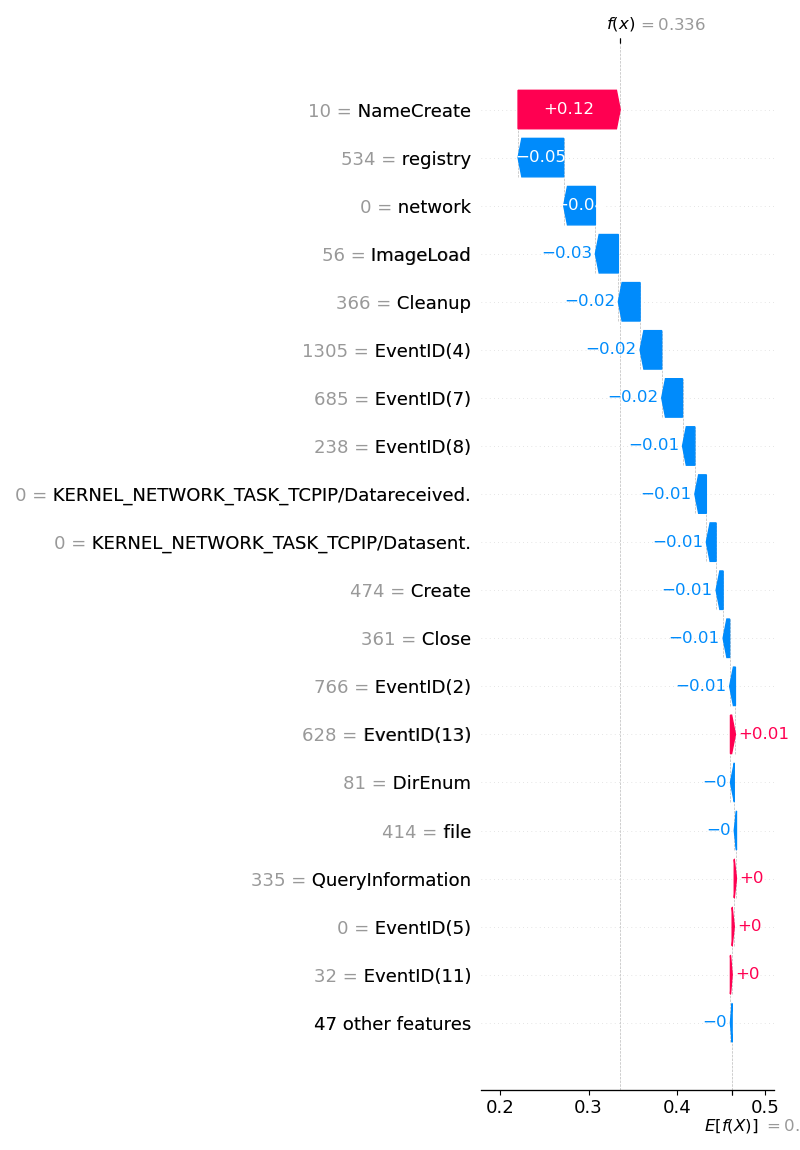 f(x) = 0.336
10 = NameCreate +0.12
534 = registry −0.05
0 = network −0.0
56 = ImageLoad −0.03
366 = Cleanup −0.02
1305 = EventID(4) −0.02
685 = EventID(7) −0.02
238 = EventID(8) −0.01
0 = KERNEL_NETWORK_TASK_TCPIP/Datareceived. −0.01
0 = KERNEL_NETWORK_TASK_TCPIP/Datasent. −0.01
474 = Create −0.01
361 = Close −0.01
766 = EventID(2) −0.01
628 = EventID(13) +0.01
81 = DirEnum −0
414 = file −0
335 = QueryInformation +0
0 = EventID(5) +0
32 = EventID(11) +0
47 other features −0
0.2 0.3 0.4 0.5
E[f(X)] = 0.